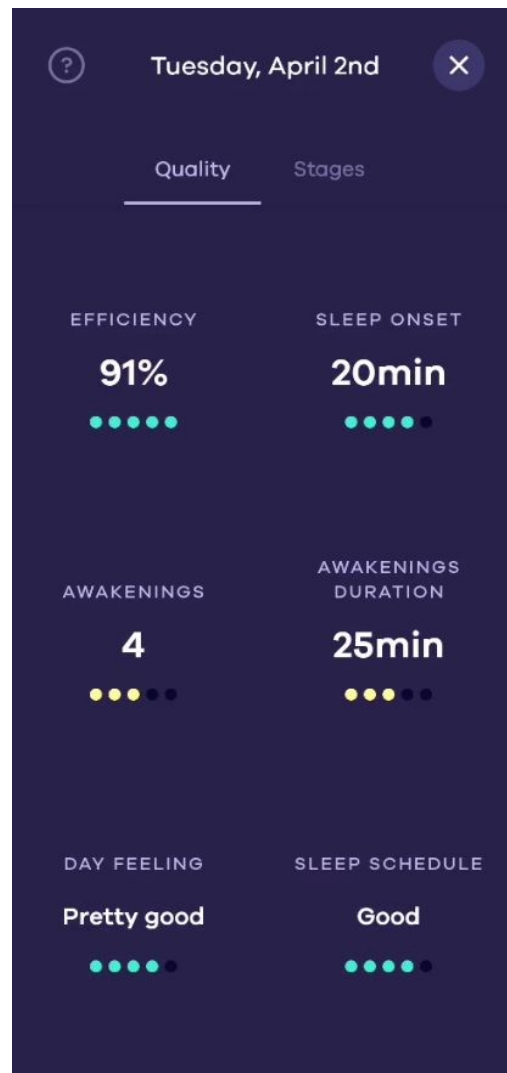 ?
Tuesday, April 2nd
Quality
Stages
EFFICIENCY
SLEEP ONSET
91%
20min
AWAKENINGS
AWAKENINGS
DURATION
4
25min
DAY FEELING
SLEEP SCHEDULE
Pretty good
Good